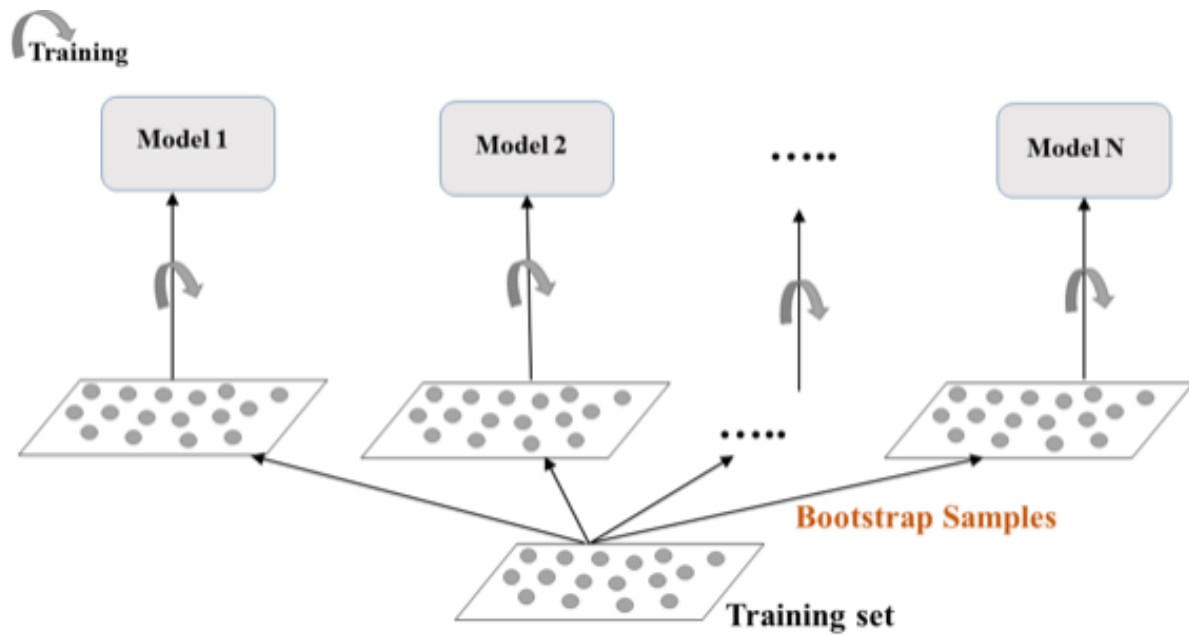 Training
Model 1
Model 2
.....
Model N
.....
Bootstrap Samples
Training set